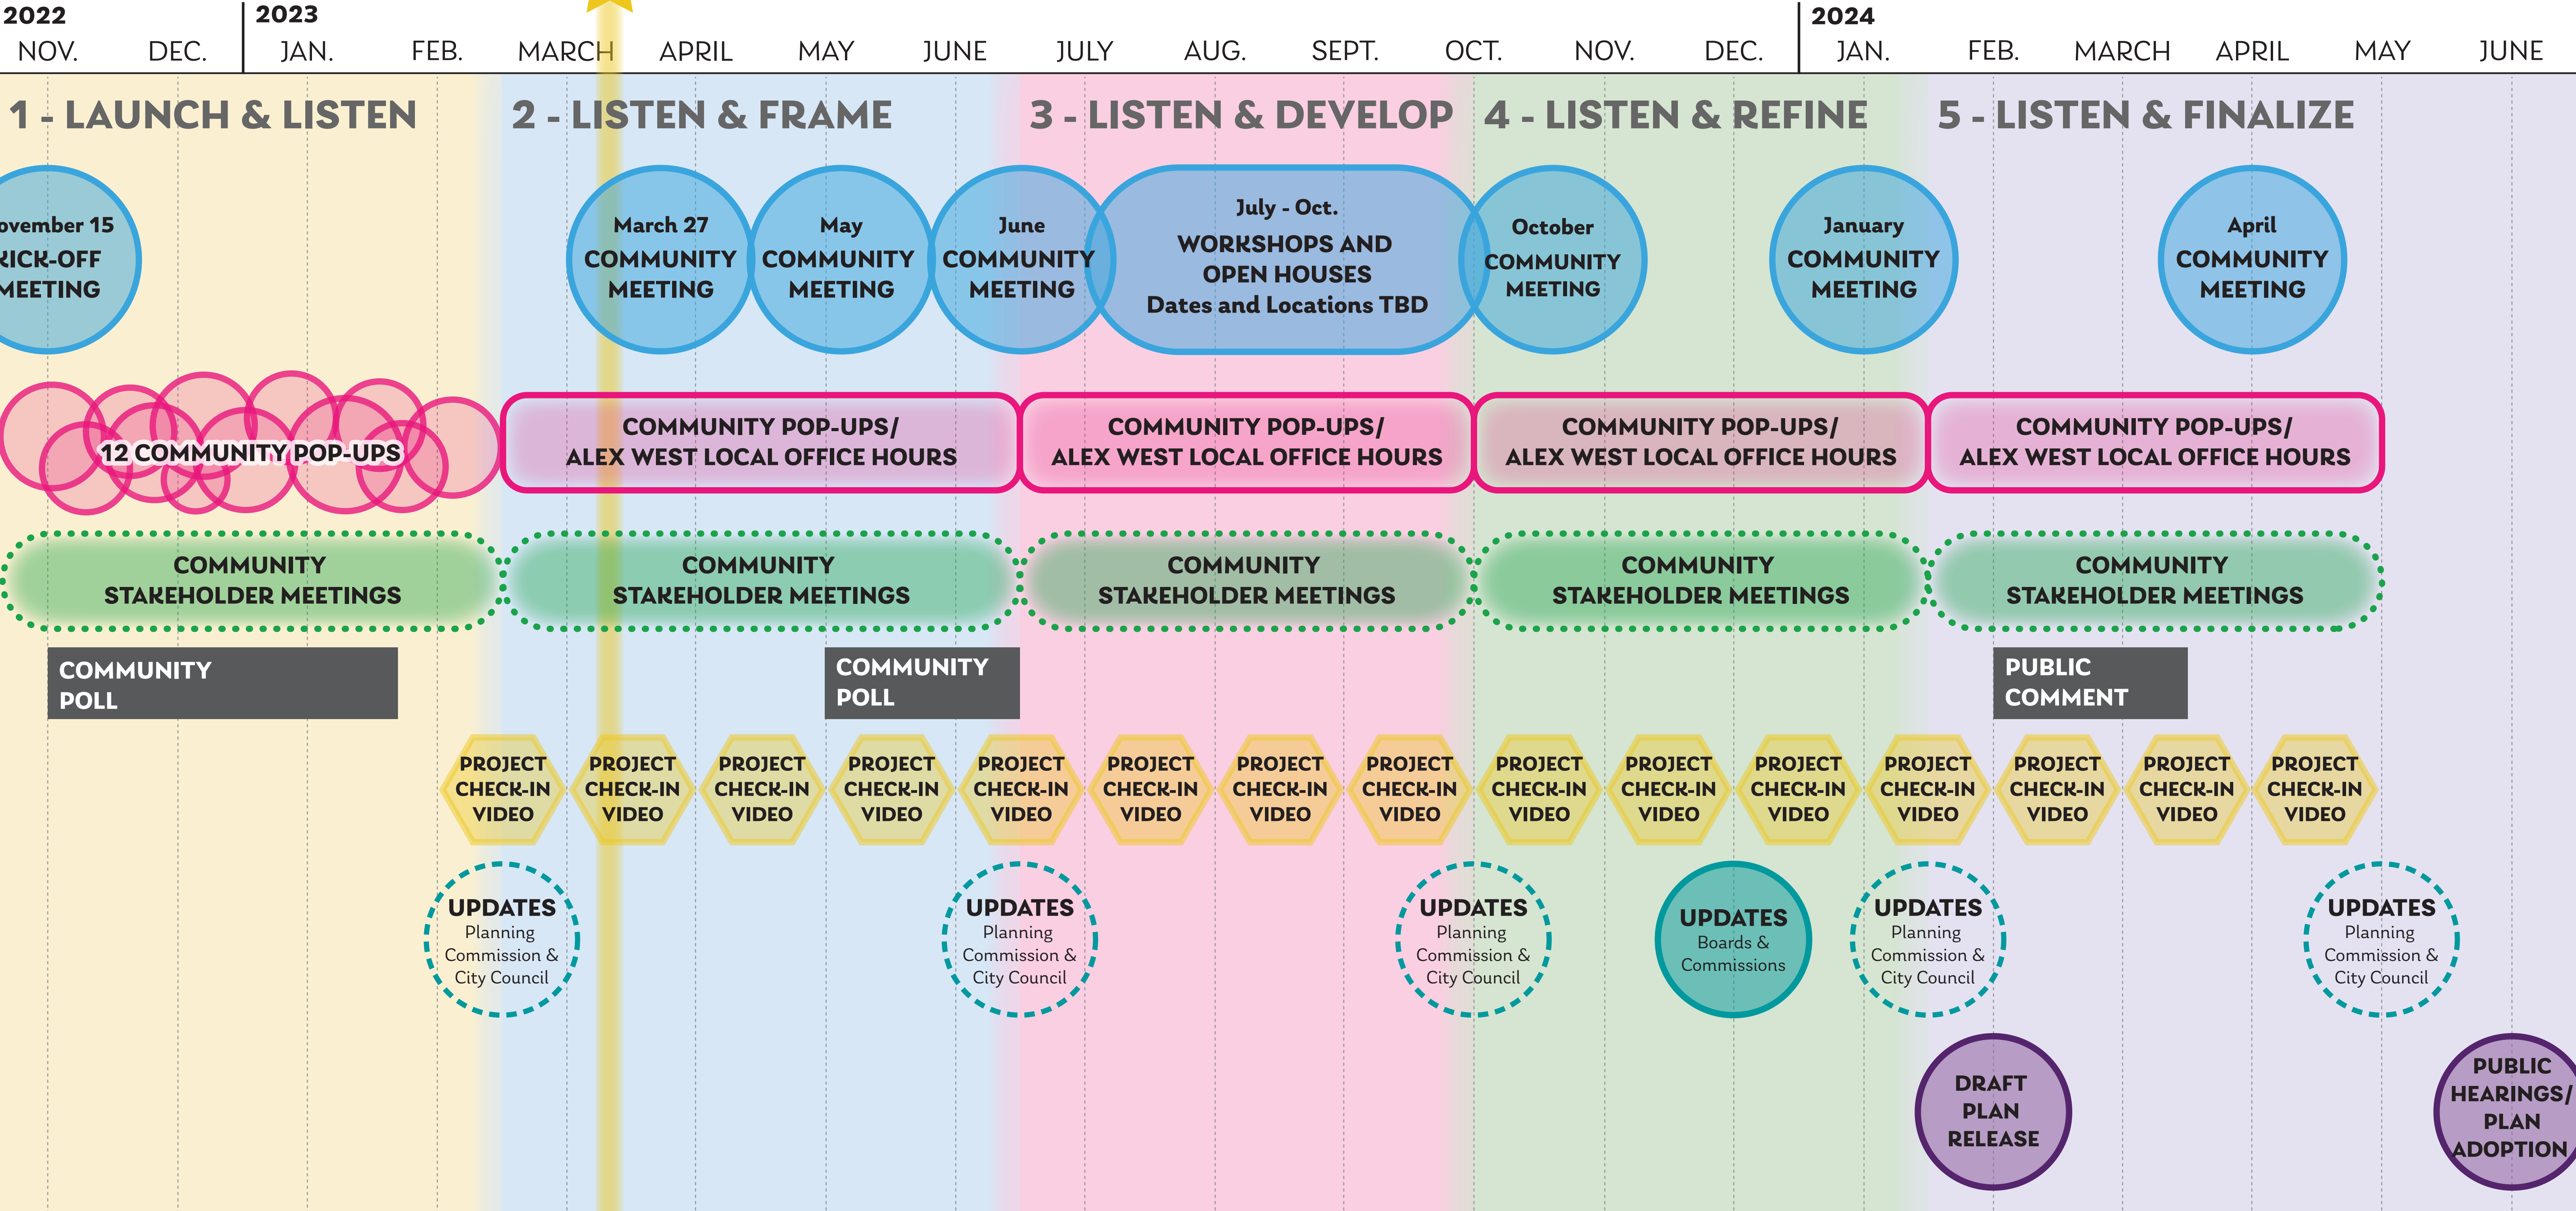 2022
2023
2024
NOV.
DEC.
JAN.
FEB.
MARCH
APRIL
MAY
JUNE
JULY
AUG.
SEPT.
OCT.
NOV.
DEC.
JAN.
FEB.
MARCH
APRIL
MAY
JUNE
1 - LAUNCH & LISTEN
2 - LISTEN & FRAME
3 - LISTEN & DEVELOP
4 - LISTEN & REFINE
5 - LISTEN & FINALIZE
ovember 15
KICK-OFF
MEETING
March 27
COMMUNITY
MEETING
May
COMMUNITY
MEETING
June
COMMUNITY
MEETING
July - Oct.
WORKSHOPS AND
OPEN HOUSES
Dates and Locations TBD
October
COMMUNITY
MEETING
January
COMMUNITY
MEETING
April
COMMUNITY
MEETING
12 COMMUNITY POP-UPS
COMMUNITY POP-UPS/
ALEX WEST LOCAL OFFICE HOURS
COMMUNITY POP-UPS/
ALEX WEST LOCAL OFFICE HOURS
COMMUNITY POP-UPS/
ALEX WEST LOCAL OFFICE HOURS
COMMUNITY POP-UPS/
ALEX WEST LOCAL OFFICE HOURS
COMMUNITY
STAKEHOLDER MEETINGS
COMMUNITY
STAKEHOLDER MEETINGS
COMMUNITY
STAKEHOLDER MEETINGS
COMMUNITY
STAKEHOLDER MEETINGS
COMMUNITY
STAKEHOLDER MEETINGS
COMMUNITY
POLL
COMMUNITY
POLL
PUBLIC
COMMENT
PROJECT
CHECK-IN
VIDEO
PROJECT
CHECK-IN
VIDEO
PROJECT
CHECK-IN
VIDEO
PROJECT
CHECK-IN
VIDEO
PROJECT
CHECK-IN
VIDEO
PROJECT
CHECK-IN
VIDEO
PROJECT
CHECK-IN
VIDEO
PROJECT
CHECK-IN
VIDEO
PROJECT
CHECK-IN
VIDEO
PROJECT
CHECK-IN
VIDEO
PROJECT
CHECK-IN
VIDEO
PROJECT
CHECK-IN
VIDEO
PROJECT
CHECK-IN
VIDEO
PROJECT
CHECK-IN
VIDEO
PROJECT
CHECK-IN
VIDEO
UPDATES
Planning
Commission &
City Council
UPDATES
Planning
Commission &
City Council
UPDATES
Planning
Commission &
City Council
UPDATES
Boards &
Commissions
UPDATES
Planning
Commission &
City Council
UPDATES
Planning
Commission &
City Council
DRAFT
PLAN
RELEASE
PUBLIC
HEARINGS/
PLAN
ADOPTION